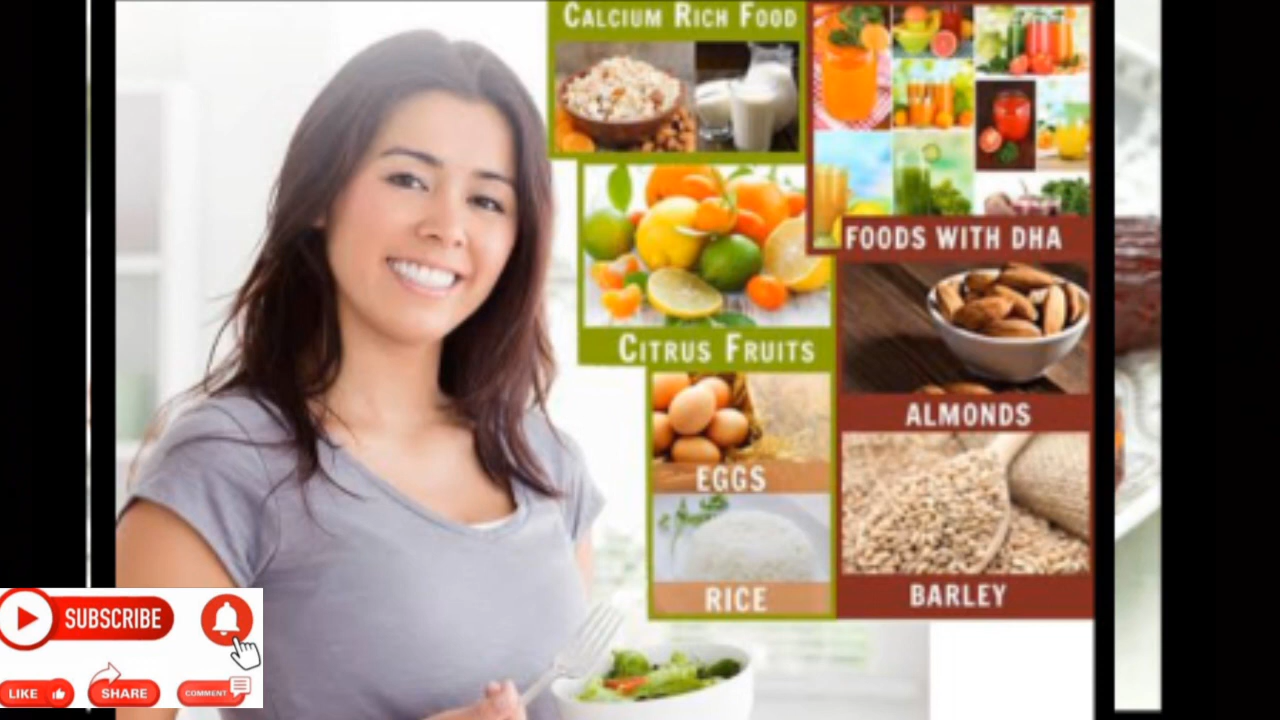 CALCIUM RICH FOOD
FOODS WITH DHA
CITRUS FRUITS
ALMONDS
EGGS
RICE
BARLEY
SUBSCRIBE
LIKE
SHARE
COMMENT